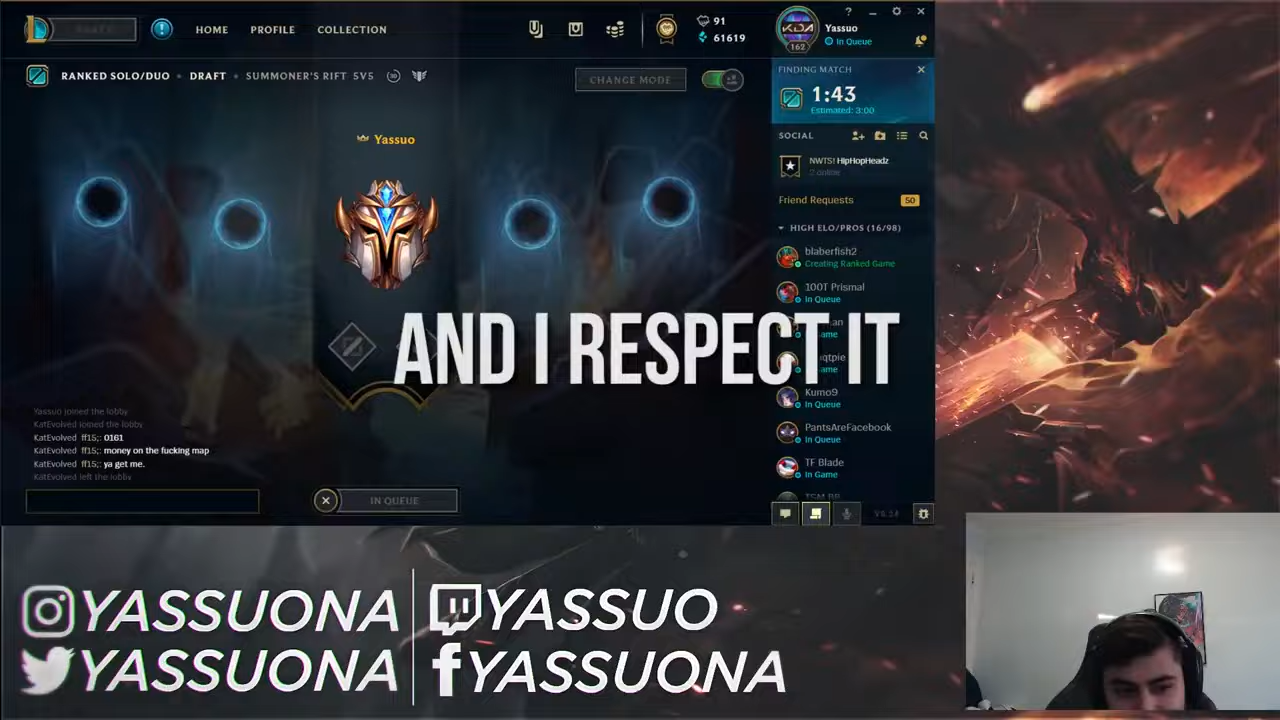 91
61619
Yassuo
In Queue
162
HOME
PROFILE
COLLECTION
RANKED SOLO/DUO • DRAFT • SUMMONER'S RIFT 5V5
CHANGE MODE
FINDING MATCH
1:43
Estimated: 3:00
SOCIAL
NWTS! HipHopHeadz
2 online
Friend Requests
50
HIGH ELO/PROS (16/98)
blaberfish2
Creating Ranked Game
100T Prismal
In Queue
Kumo9
In Queue
PantsAreFacebook
In Queue
TF Blade
In Game
Yassuo
AND I RESPECT IT
Yassuo joined the lobby
KatEvolved joined the lobby
KatEvolved ff15;: 0161
KatEvolved ff15;: money on the fucking map
KatEvolved ff15;: ya get me.
KatEvolved left the lobby
IN QUEUE
YASSUONA
YASSUO
YASSUONA
YASSUONA